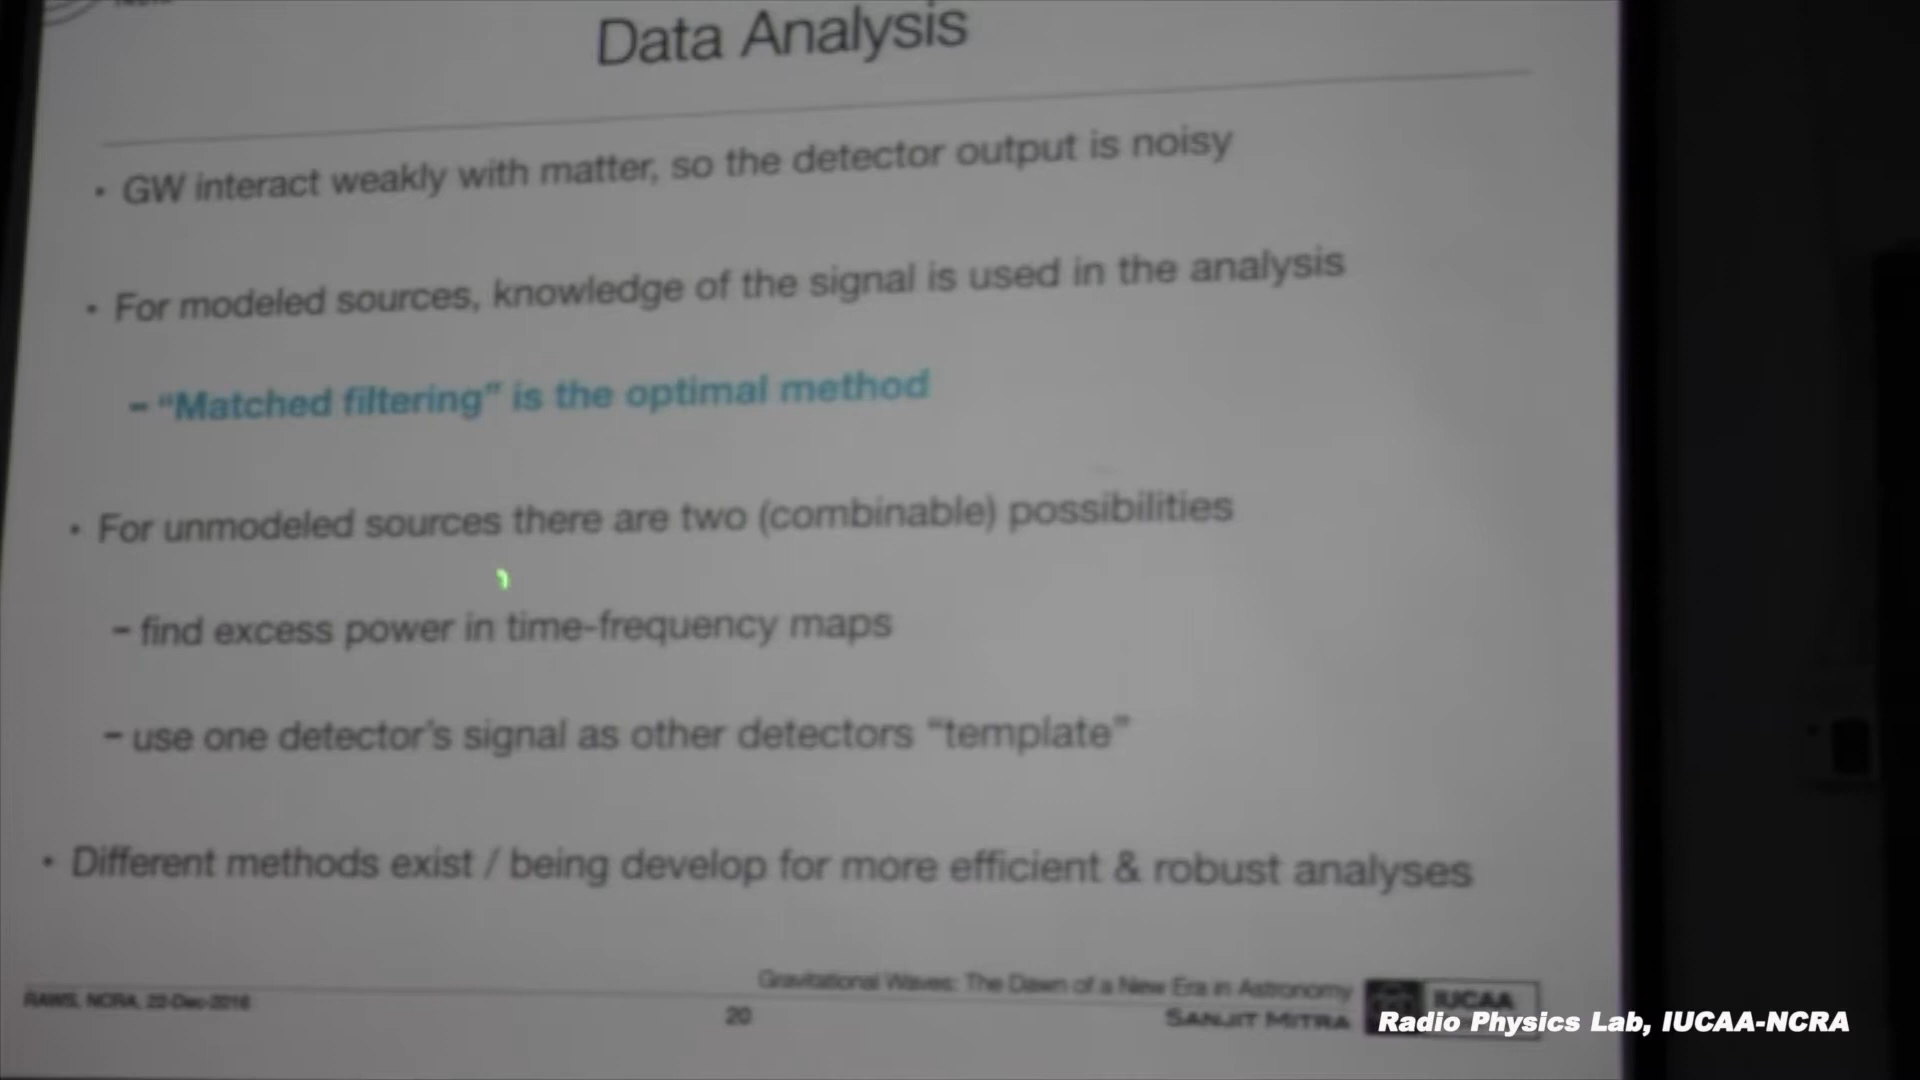 Data Analysis
• GW interact weakly with matter, so the detector output is noisy
• For modeled sources, knowledge of the signal is used in the analysis
– “Matched filtering” is the optimal method
• For unmodeled sources there are two (combinable) possibilities
– find excess power in time-frequency maps
– use one detector’s signal as other detectors “template”
• Different methods exist / being develop for more efficient & robust analyses
Gravitational Waves: The Dawn of a New Era in Astronomy
RAWS, NCRA, 22-Dec-2016
20
SANJIT MITRA
IUCAA
Radio Physics Lab, IUCAA-NCRA